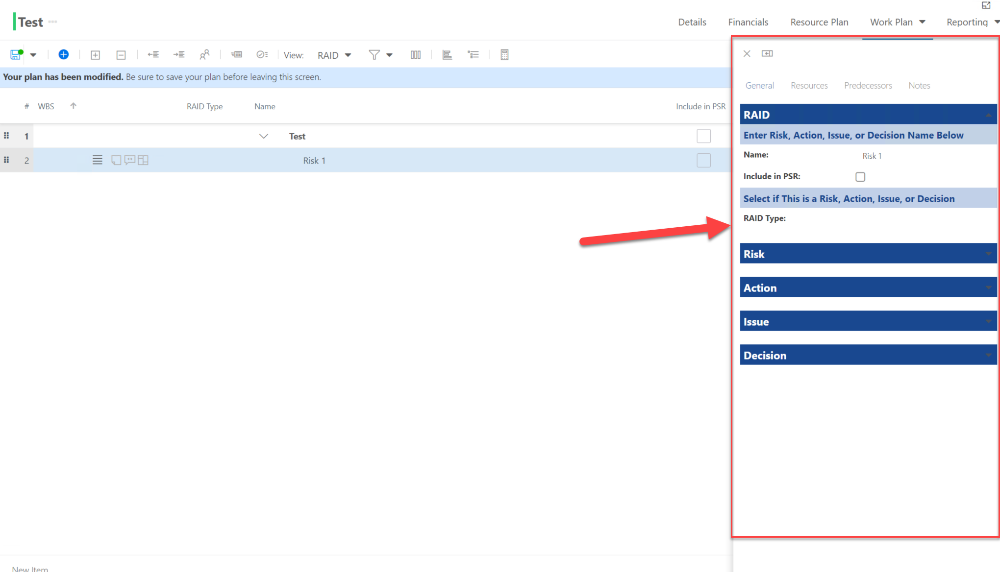 Test
Details Financials Resource Plan Work Plan Reporting
View: RAID
Your plan has been modified. Be sure to save your plan before leaving this screen.
# WBS RAID Type Name Include in PSR
1 Test
2 Risk 1
General Resources Predecessors Notes
RAID
Enter Risk, Action, Issue, or Decision Name Below
Name: Risk 1
Include in PSR:
Select if This is a Risk, Action, Issue, or Decision
RAID Type:
Risk
Action
Issue
Decision
New Item